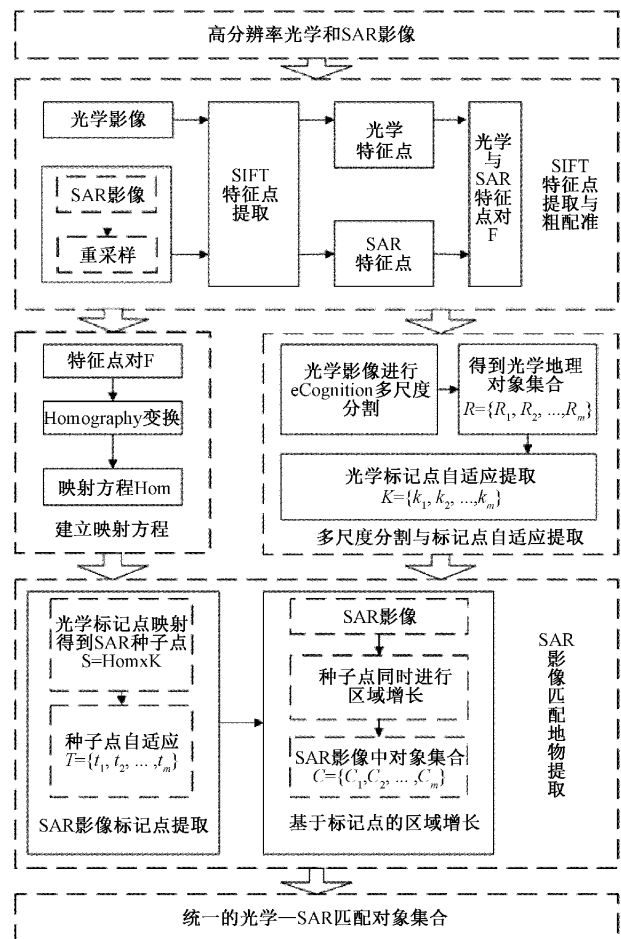 高分辨率光学和SAR影像
光学影像
SAR影像
重采样
SIFT
特征点
提取
光学
特征点
SAR
特征点
光学
与
SAR
特征
点对
F
SIFT
特征点
提取与
粗配准
特征点对F
Homography变换
映射方程Hom
建立映射方程
光学影像进行
eCognition多尺度
分割
得到光学地理
对象集合
R={R₁, R₂, ...,Rₘ}
光学标记点自适应提取
K={k₁, k₂, ...,kₘ}
多尺度分割与标记点自适应提取
光学标记点映射
得到SAR种子点
S=HomxK
种子点自适应
T={t₁, t₂, ... ,tₘ}
SAR影像标记点提取
SAR影像
种子点同时进行
区域增长
SAR影像中对象集合
C={C₁,C₂, ... ,Cₘ}
基于标记点的区域增长
SAR
影
像
匹
配
地
物
提
取
统一的光学—SAR匹配对象集合